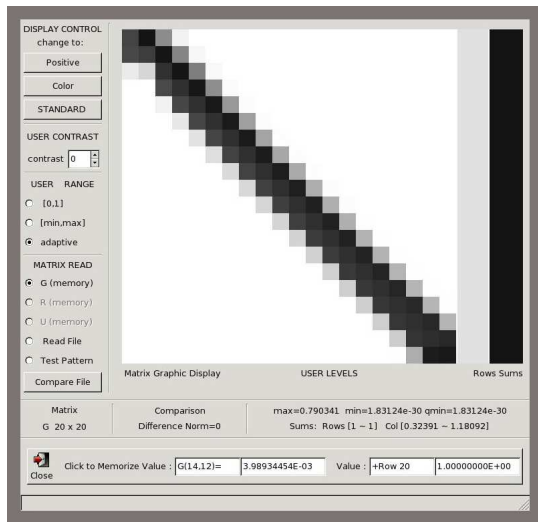 DISPLAY CONTROL
change to:
Positive
Color
STANDARD
USER CONTRAST
contrast 0
USER RANGE
[0,1]
[min,max]
adaptive
MATRIX READ
G (memory)
R (memory)
U (memory)
Read File
Test Pattern
Compare File
Matrix Graphic Display USER LEVELS Rows Sums
Matrix
G 20 x 20
Comparison
Difference Norm=0
max=0.790341 min=1.83124e-30 qmin=1.83124e-30
Sums: Rows [1 ~ 1] Col [0.32391 ~ 1.18092]
Close
Click to Memorize Value : G(14,12)= 3.98934454E-03 Value : +Row 20 1.00000000E+00